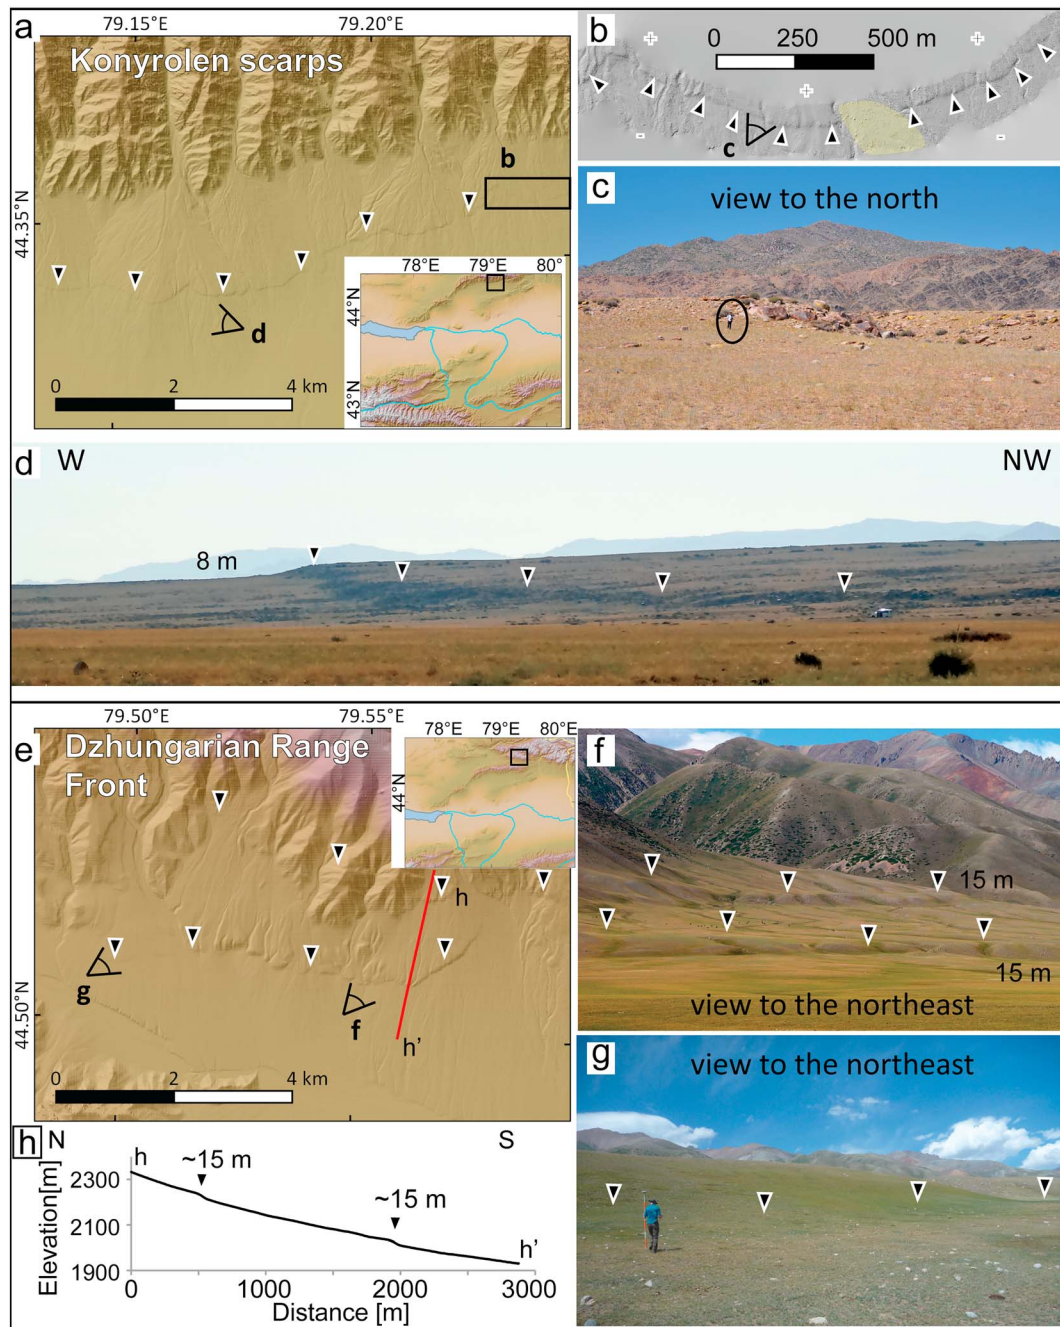 a
79.15°E
79.20°E
Konyrolen scarps
44.35°N
b
d
0
2
4 km
78°E
79°E
80°
44°N
43°N
b
0
250
500 m
+
+
+
-
-
c
c
view to the north
d
W
NW
8 m
e
79.50°E
79.55°E
Dzhungarian Range
Front
78°E
79°E
80°E
44°N
h
g
f
h'
44.50°N
0
2
4 km
f
15 m
15 m
view to the northeast
g
view to the northeast
h
N
S
h
~15 m
~15 m
h'
Elevation[m]
2300
2100
1900
0
1000
2000
3000
Distance [m]